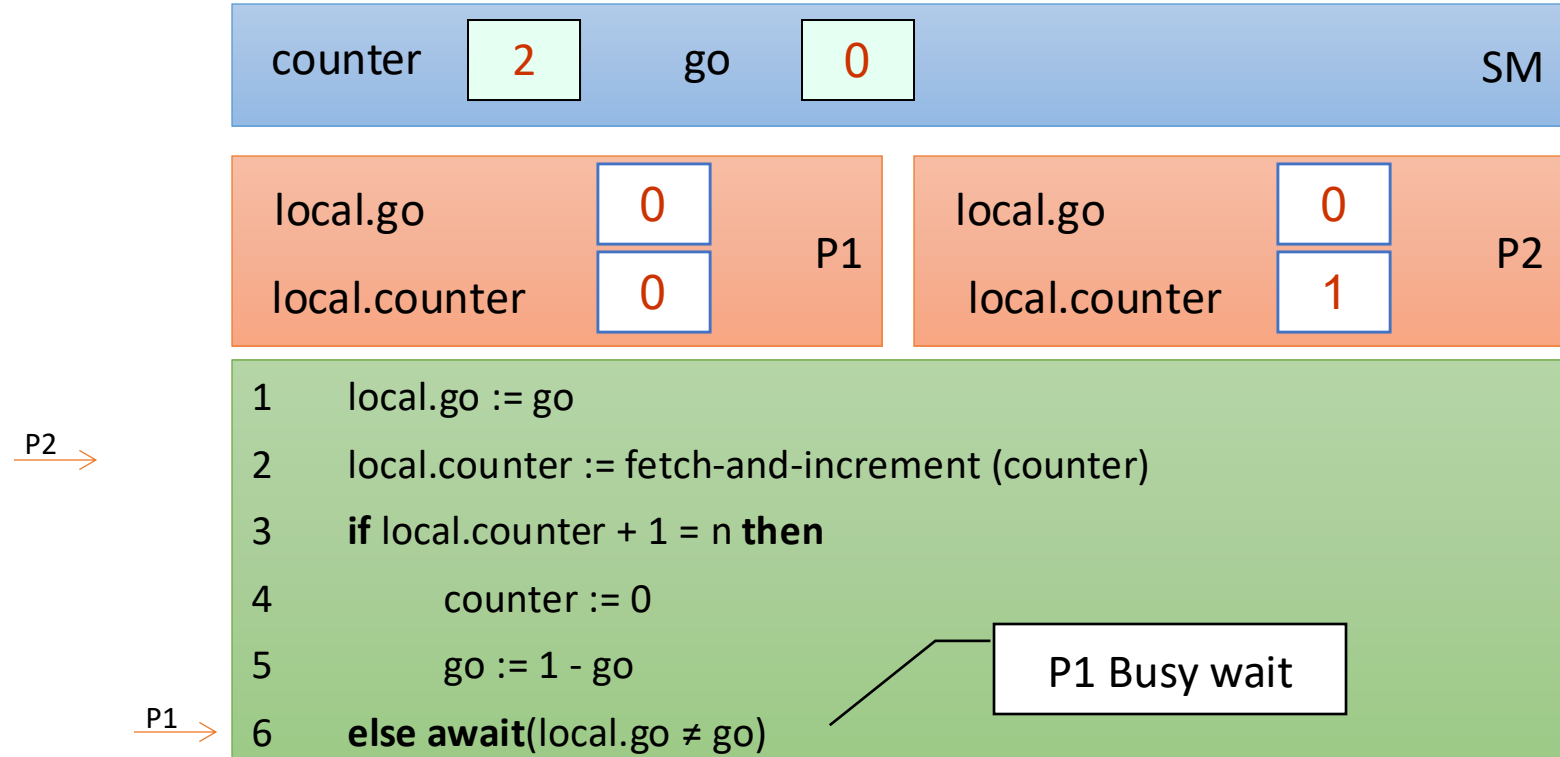 counter 2 go 0 SM
local.go 0 local.go 0
P1 P2
local.counter 0 local.counter 1
1 local.go := go
P2
2 local.counter := fetch-and-increment (counter)
3 if local.counter + 1 = n then
4 counter := 0
5 go := 1 - go
P1 Busy wait
P1
6 else await(local.go ≠ go)